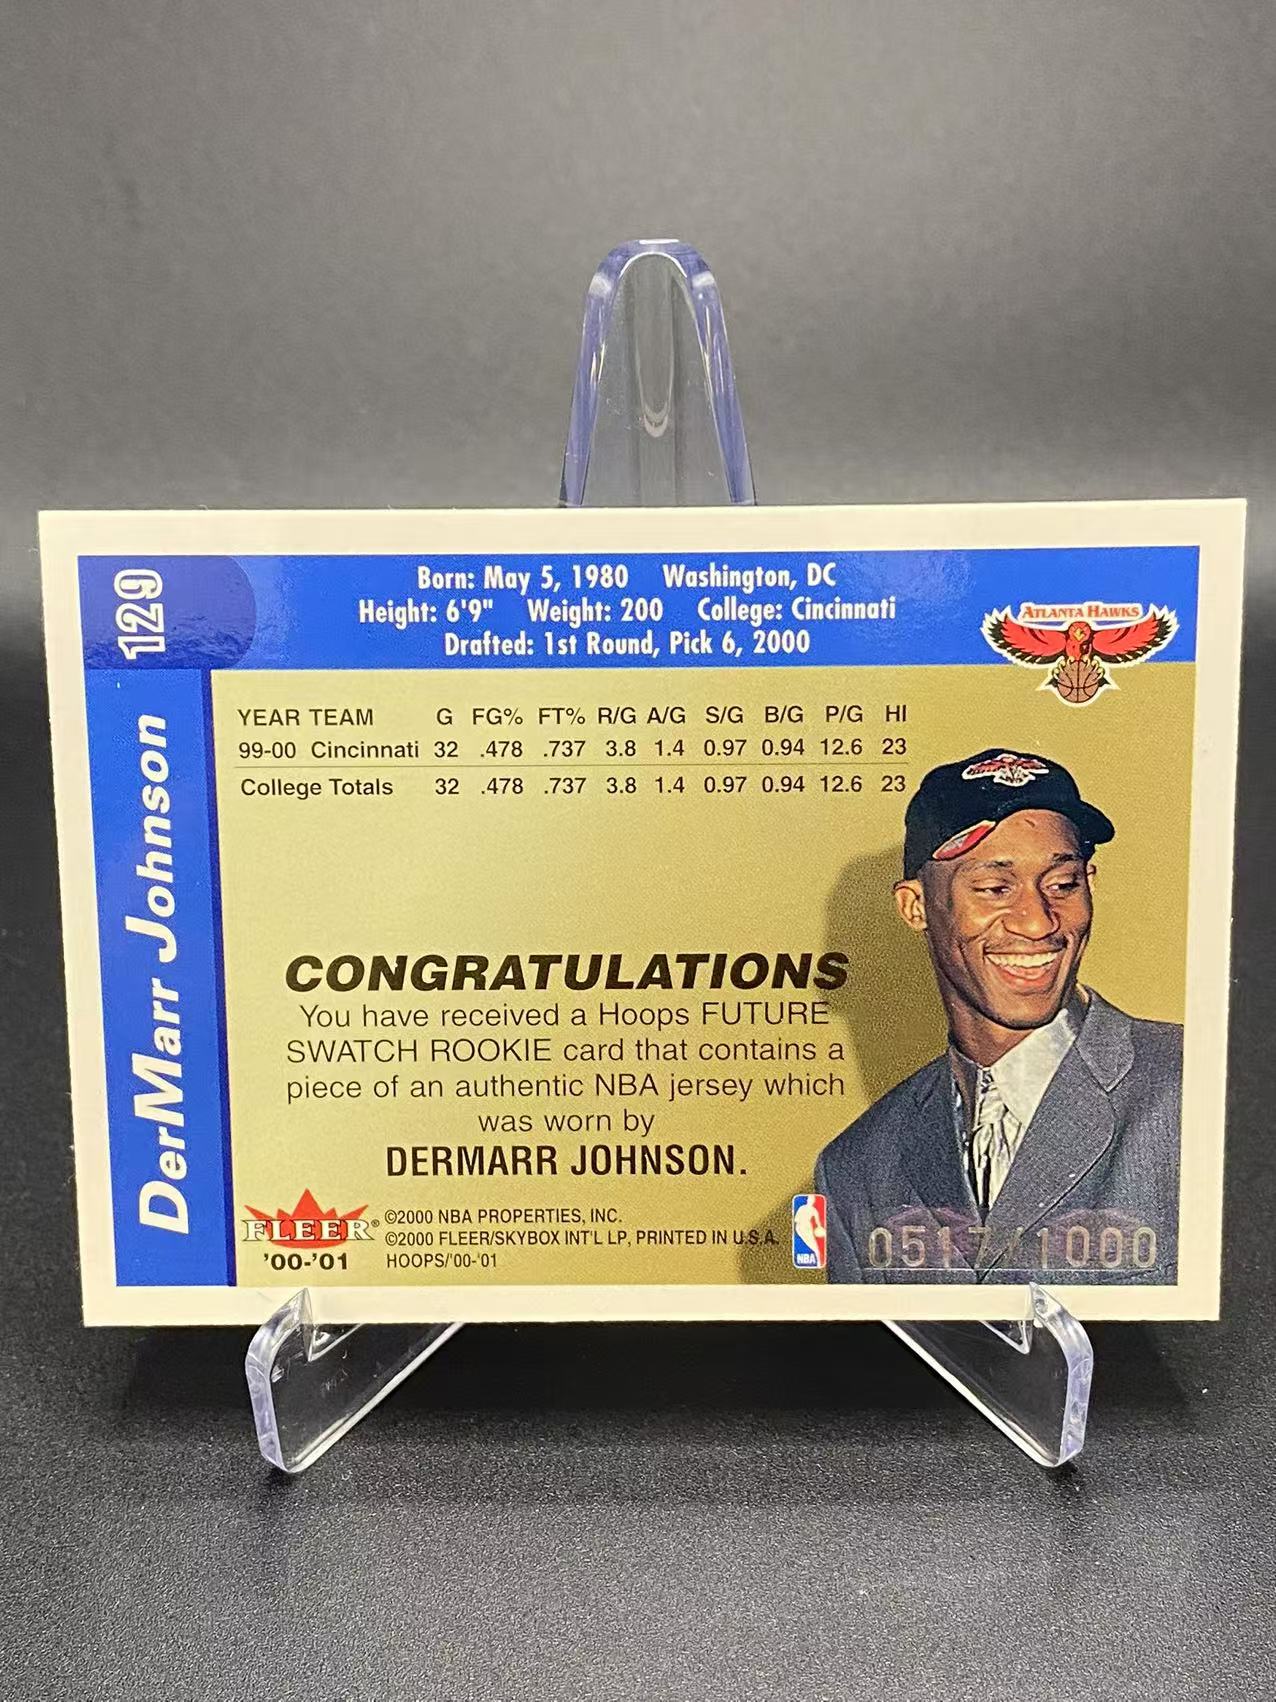 129
DerMarr Johnson
Born: May 5, 1980 Washington, DC
Height: 6'9" Weight: 200 College: Cincinnati
Drafted: 1st Round, Pick 6, 2000
ATLANTA HAWKS
YEAR TEAM G FG% FT% R/G A/G S/G B/G P/G HI
99-00 Cincinnati 32 .478 .737 3.8 1.4 0.97 0.94 12.6 23
College Totals 32 .478 .737 3.8 1.4 0.97 0.94 12.6 23
CONGRATULATIONS
You have received a Hoops FUTURE
SWATCH ROOKIE card that contains a
piece of an authentic NBA jersey which
was worn by
DERMARR JOHNSON.
FLEER®
'00-'01
©2000 NBA PROPERTIES, INC.
©2000 FLEER/SKYBOX INT'L LP, PRINTED IN U.S.A.
HOOPS/'00-'01
NBA
0517/1000